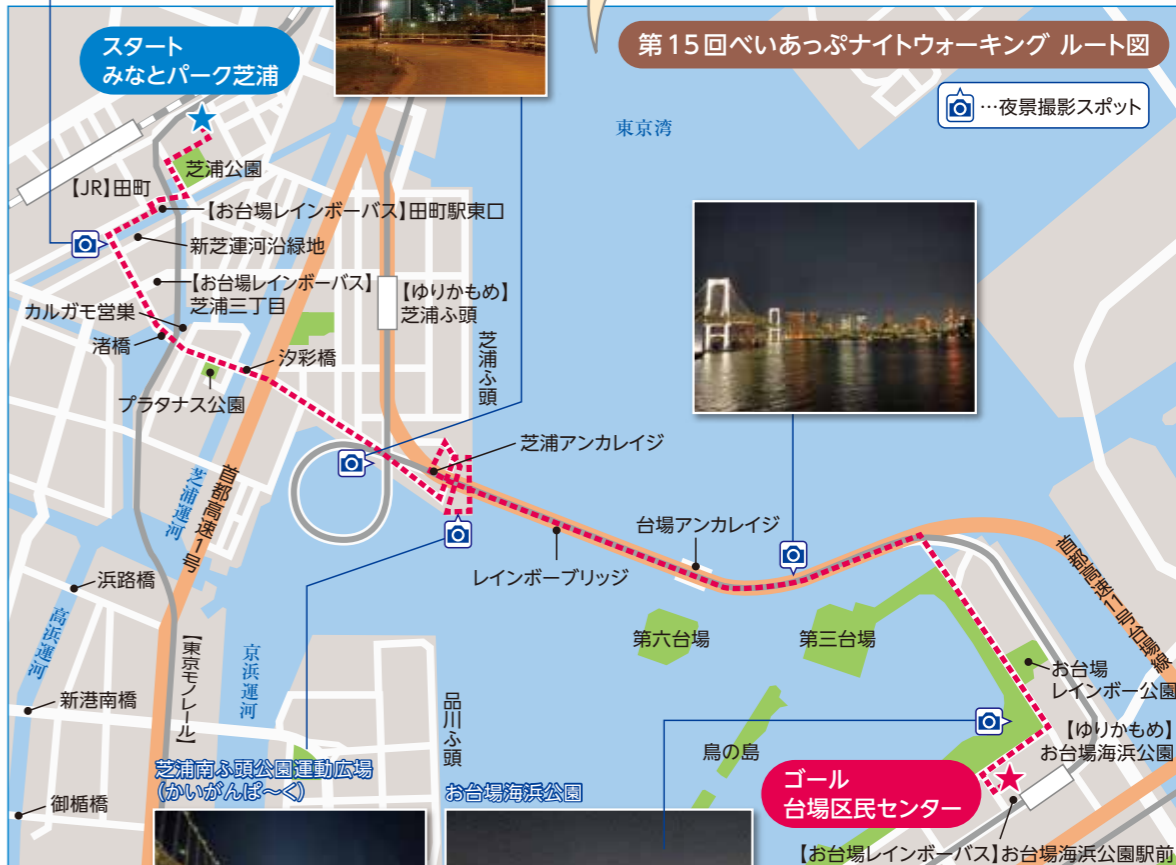 スタート
みなとパーク芝浦
第15回べいあっぷナイトウォーキング ルート図
…夜景撮影スポット
東京湾
芝浦公園
【JR】田町
【お台場レインボーバス】田町駅東口
新芝運河沿緑地
【お台場レインボーバス】
芝浦三丁目
【ゆりかもめ】
芝浦ふ頭
カルガモ営巣
渚橋
汐彩橋
芝浦ふ頭
プラタナス公園
芝浦アンカレイジ
芝浦運河
首都高速1号
台場アンカレイジ
レインボーブリッジ
首都高速11号台場線
浜路橋
高浜運河
第六台場
第三台場
【東京モノレール】
京浜運河
お台場
レインボー公園
新港南橋
品川ふ頭
鳥の島
【ゆりかもめ】
お台場海浜公園
芝浦南ふ頭公園運動広場
(かいがんぱ〜く)
お台場海浜公園
ゴール
台場区民センター
御楯橋
【お台場レインボーバス】お台場海浜公園駅前